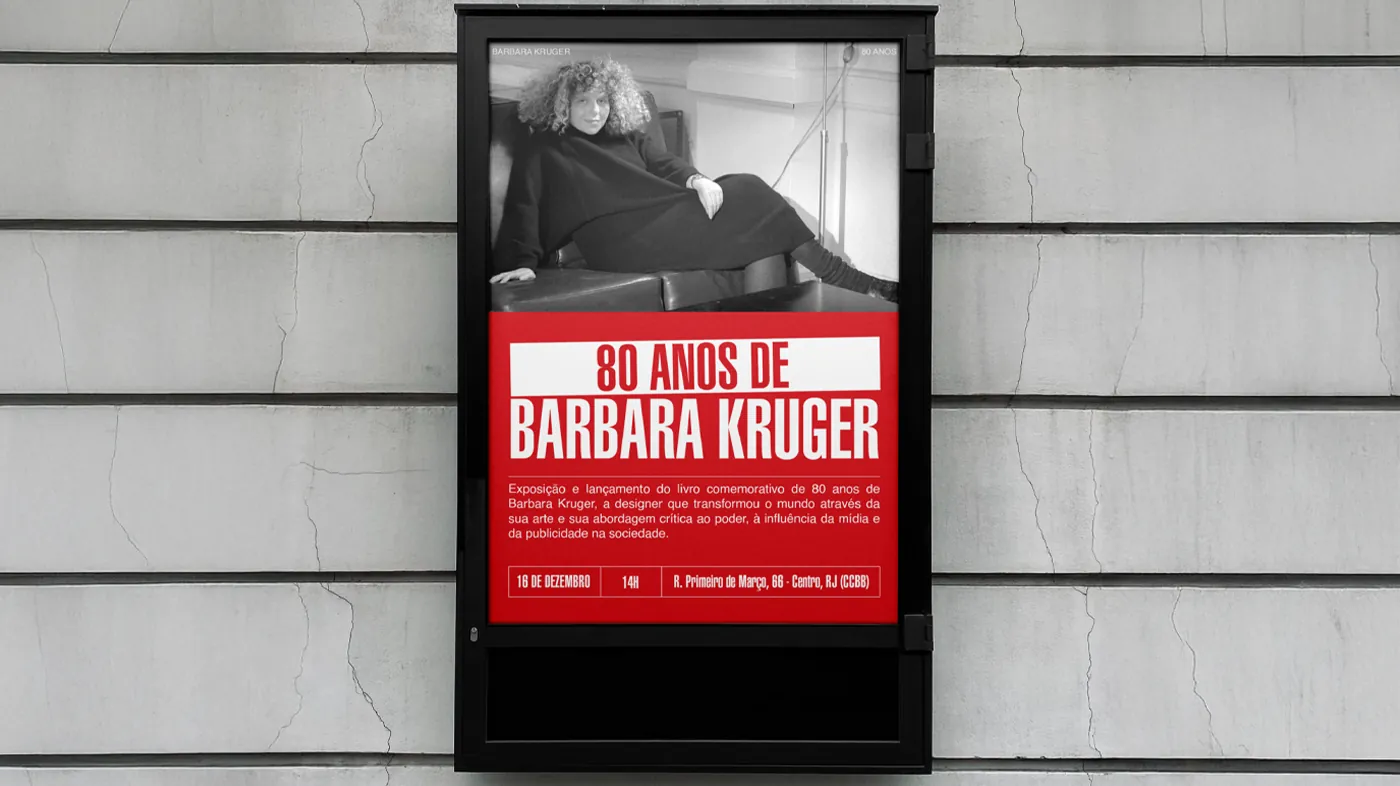 BARBARA KRUGER
80 ANOS
80 ANOS DE
BARBARA KRUGER
Exposição e lançamento do livro comemorativo de 80 anos de
Barbara Kruger, a designer que transformou o mundo através da
sua arte e sua abordagem crítica ao poder, à influência da mídia e
da publicidade na sociedade.
16 DE DEZEMBRO
14H
R. Primeiro de Março, 66 - Centro, RJ (CCBB)